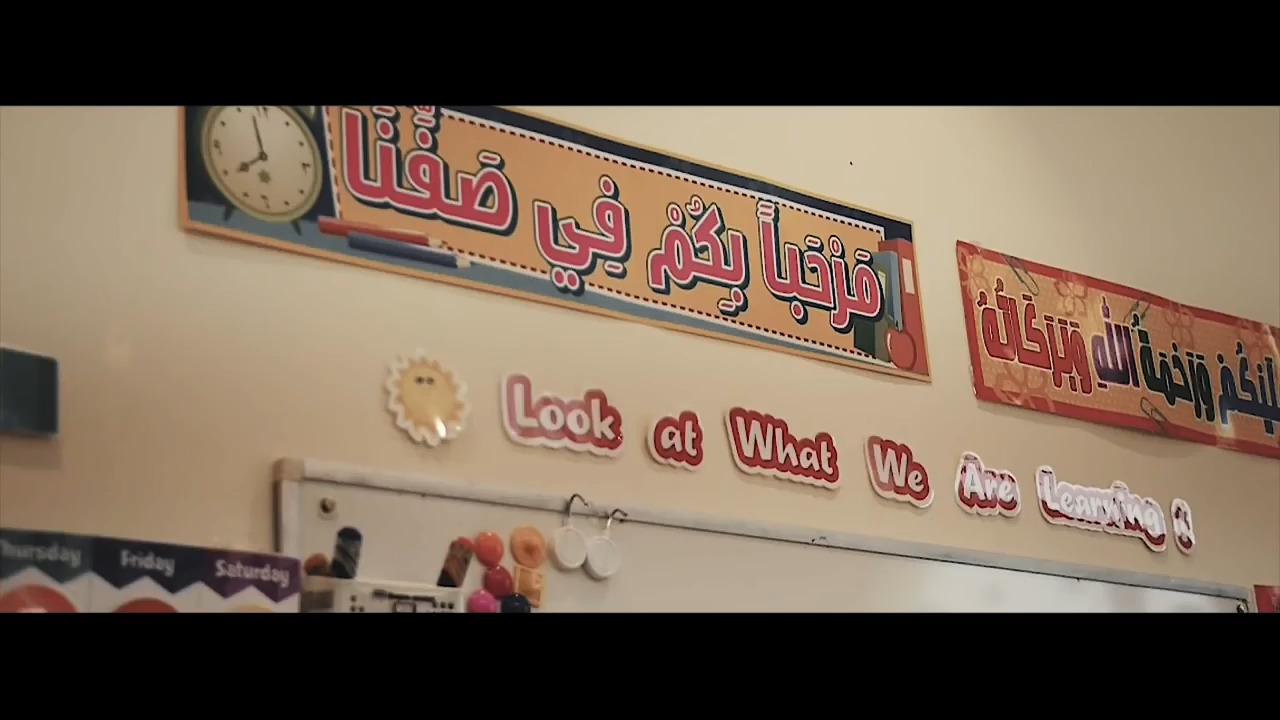 مَرْحَباً بِكُمْ فِي صَفِّنَا
وَرَحْمَةُ اللهِ وَبَرَكَاتُهُ
Look at What We Are Learning
Thursday Friday Saturday